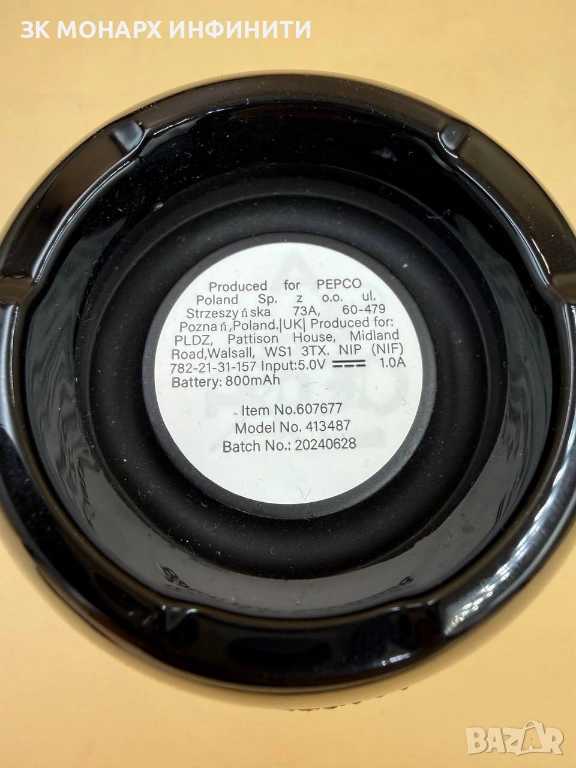 ЗК МОНАРХ ИНФИНИТИ
Produced for PEPCO
Poland Sp. z o.o. ul.
Strzeszyńska 73A, 60-479
Poznań,Poland.|UK| Produced for:
PLDZ, Pattison House, Midland
Road,Walsall, WS1 3TX. NIP (NIF)
782-21-31-157 Input:5.0V ⎓ 1.0A
Battery: 800mAh
Item No.607677
Model No. 413487
Batch No.: 20240628
BAZAR